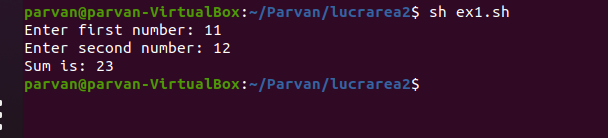 parvan@parvan-VirtualBox:~/Parvan/lucrarea2$ sh ex1.sh
Enter first number: 11
Enter second number: 12
Sum is: 23
parvan@parvan-VirtualBox:~/Parvan/lucrarea2$